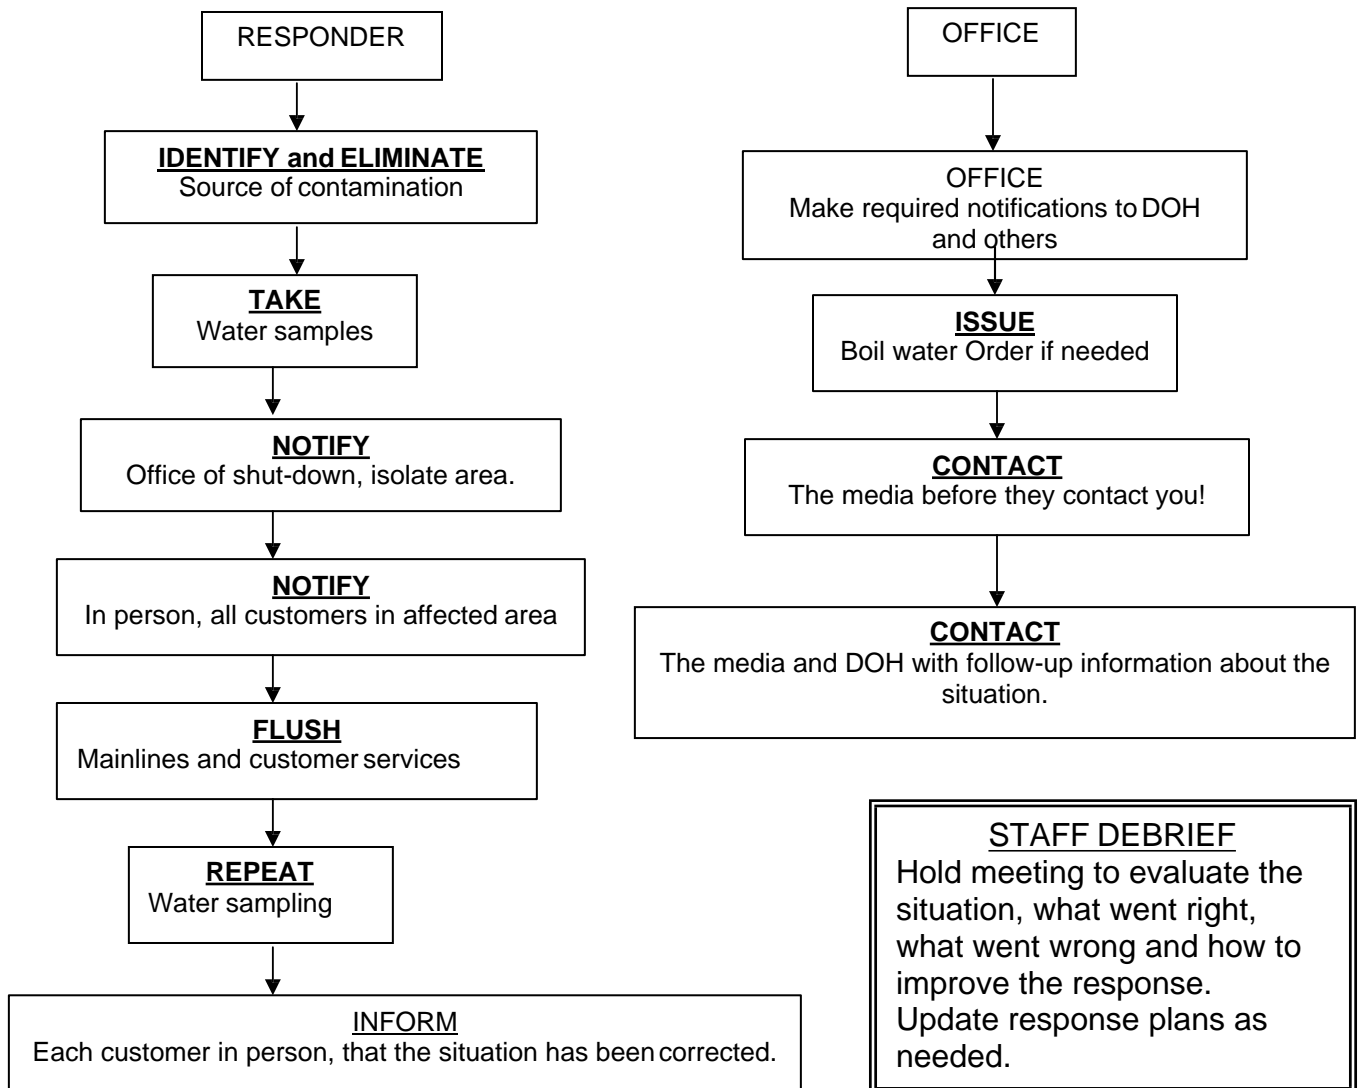 RESPONDER
IDENTIFY and ELIMINATE
Source of contamination
TAKE
Water samples
NOTIFY
Office of shut-down, isolate area.
NOTIFY
In person, all customers in affected area
FLUSH
Mainlines and customer services
REPEAT
Water sampling
INFORM
Each customer in person, that the situation has been corrected.
OFFICE
OFFICE
Make required notifications to DOH
and others
ISSUE
Boil water Order if needed
CONTACT
The media before they contact you!
CONTACT
The media and DOH with follow-up information about the
situation.
STAFF DEBRIEF
Hold meeting to evaluate the
situation, what went right,
what went wrong and how to
improve the response.
Update response plans as
needed.